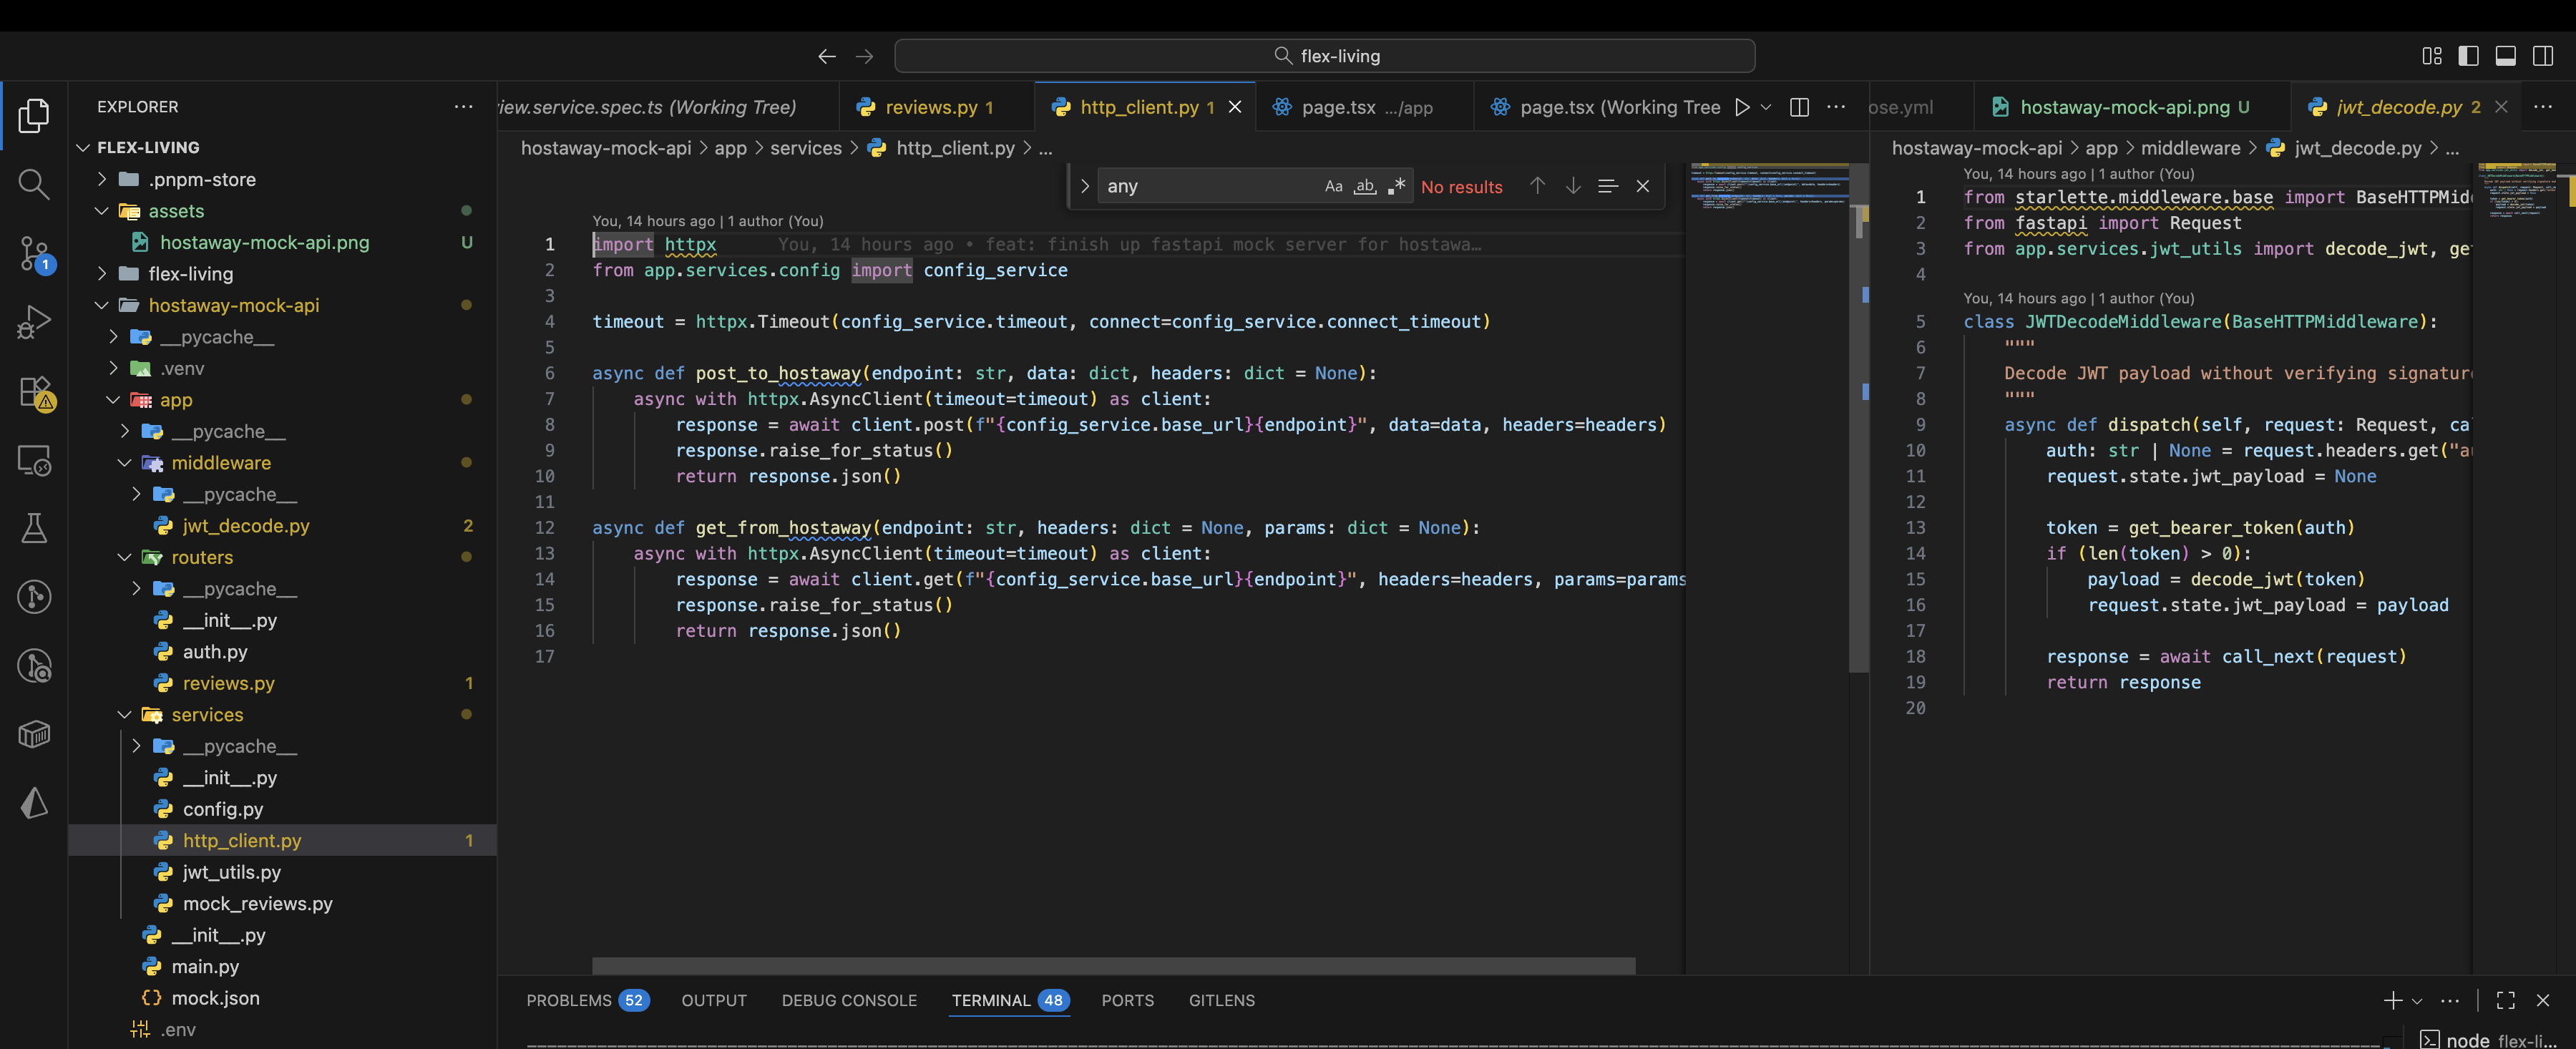 flex-living
EXPLORER
FLEX-LIVING
.pnpm-store
assets
hostaway-mock-api.png U
flex-living
hostaway-mock-api
__pycache__
.venv
app
__pycache__
middleware
__pycache__
jwt_decode.py 2
routers
__pycache__
__init__.py
auth.py
reviews.py 1
services
__pycache__
__init__.py
config.py
http_client.py 1
jwt_utils.py
mock_reviews.py
__init__.py
main.py
mock.json
.env
1
iew.service.spec.ts (Working Tree)
reviews.py 1
http_client.py 1
page.tsx .../app
page.tsx (Working Tree
hostaway-mock-api > app > services > http_client.py > ...
any
Aa ab
No results
You, 14 hours ago | 1 author (You)
1 import httpx You, 14 hours ago • feat: finish up fastapi mock server for hostawa…
2 from app.services.config import config_service
3
4 timeout = httpx.Timeout(config_service.timeout, connect=config_service.connect_timeout)
5
6 async def post_to_hostaway(endpoint: str, data: dict, headers: dict = None):
7 async with httpx.AsyncClient(timeout=timeout) as client:
8 response = await client.post(f"{config_service.base_url}{endpoint}", data=data, headers=headers)
9 response.raise_for_status()
10 return response.json()
11
12 async def get_from_hostaway(endpoint: str, headers: dict = None, params: dict = None):
13 async with httpx.AsyncClient(timeout=timeout) as client:
14 response = await client.get(f"{config_service.base_url}{endpoint}", headers=headers, params=params
15 response.raise_for_status()
16 return response.json()
17
ose.yml
hostaway-mock-api.png U
jwt_decode.py 2
hostaway-mock-api > app > middleware > jwt_decode.py > ...
You, 14 hours ago | 1 author (You)
1 from starlette.middleware.base import BaseHTTPMid
2 from fastapi import Request
3 from app.services.jwt_utils import decode_jwt, ge
4
You, 14 hours ago | 1 author (You)
5 class JWTDecodeMiddleware(BaseHTTPMiddleware):
6 """
7 Decode JWT payload without verifying signatur
8 """
9 async def dispatch(self, request: Request, ca
10 auth: str | None = request.headers.get("a
11 request.state.jwt_payload = None
12
13 token = get_bearer_token(auth)
14 if (len(token) > 0):
15 payload = decode_jwt(token)
16 request.state.jwt_payload = payload
17
18 response = await call_next(request)
19 return response
20
PROBLEMS 52
OUTPUT
DEBUG CONSOLE
TERMINAL 48
PORTS
GITLENS
node flex-li...